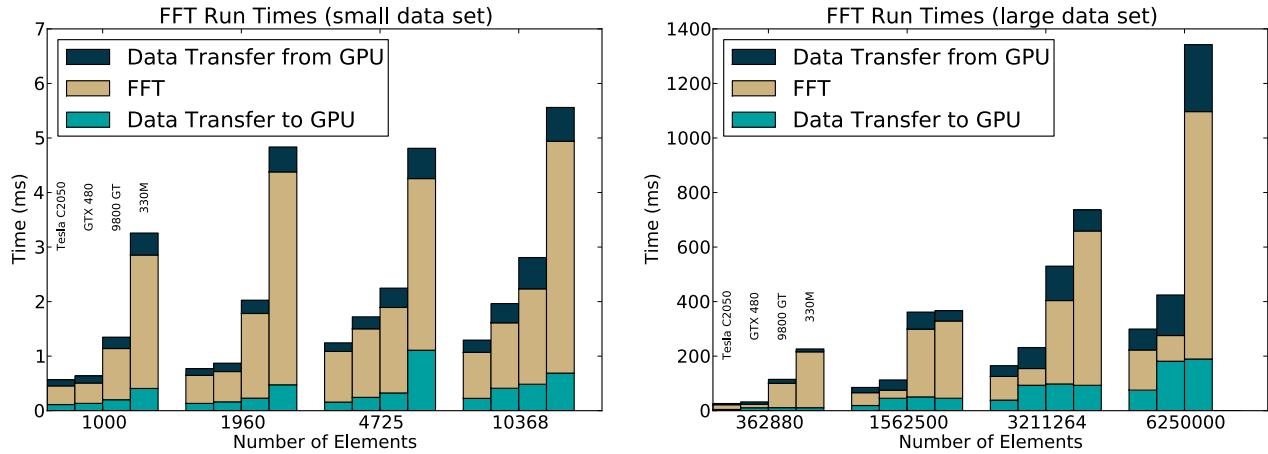 FFT Run Times (small data set)
7
6
5
4
3
2
1
0
Time (ms)
Data Transfer from GPU
FFT
Data Transfer to GPU
Tesla C2050
GTX 480
9800 GT
330M
1000
1960
4725
10368
Number of Elements
FFT Run Times (large data set)
1400
1200
1000
800
600
400
200
0
Time (ms)
Data Transfer from GPU
FFT
Data Transfer to GPU
Tesla C2050
GTX 480
9800 GT
330M
362880
1562500
3211264
6250000
Number of Elements